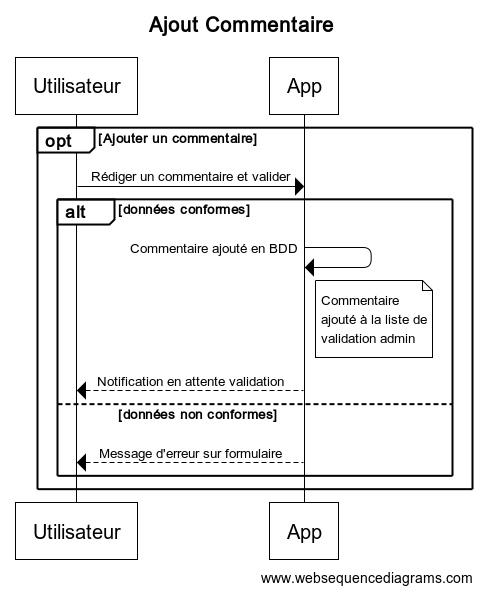 Ajout Commentaire
Utilisateur
App
opt
[Ajouter un commentaire]
Rédiger un commentaire et valider
alt
[données conformes]
Commentaire ajouté en BDD
Commentaire
ajouté à la liste de
validation admin
Notification en attente validation
[données non conformes]
Message d'erreur sur formulaire
Utilisateur
App
www.websequencediagrams.com